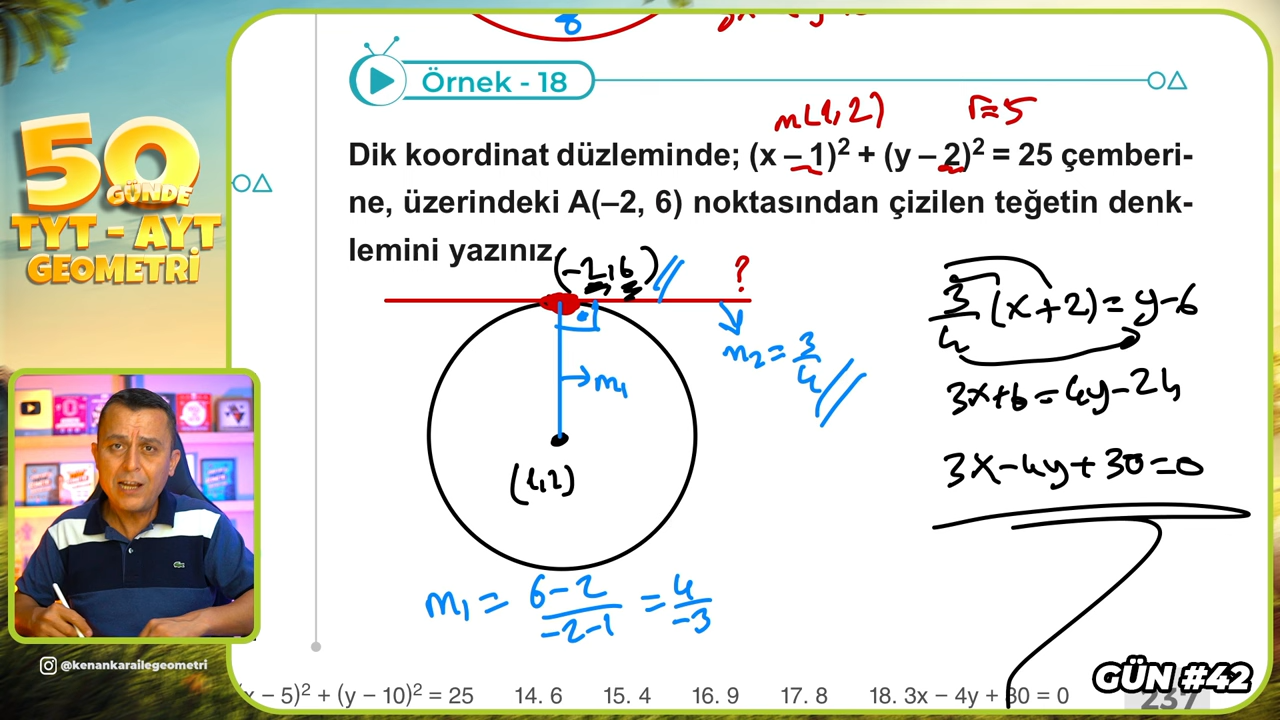 50
GÜNDE
TYT - AYT
GEOMETRİ
Örnek - 18
M(1,2) r=5
Dik koordinat düzleminde; (x – 1)² + (y – 2)² = 25 çemberi-
ne, üzerindeki A(–2, 6) noktasından çizilen teğetin denk-
lemini yazınız.
(-2,6) ?
m₂ = 3/4
m₁
(1,2)
m₁ = 6-2/-2-1 = 4/-3
3/4 (x+2) = y-6
3x+6=4y-24
3x-4y+30=0
@kenankarailegeometri
x – 5)² + (y – 10)² = 25 14. 6 15. 4 16. 9 17. 8 18. 3x – 4y + 30 = 0
GÜN #42
237